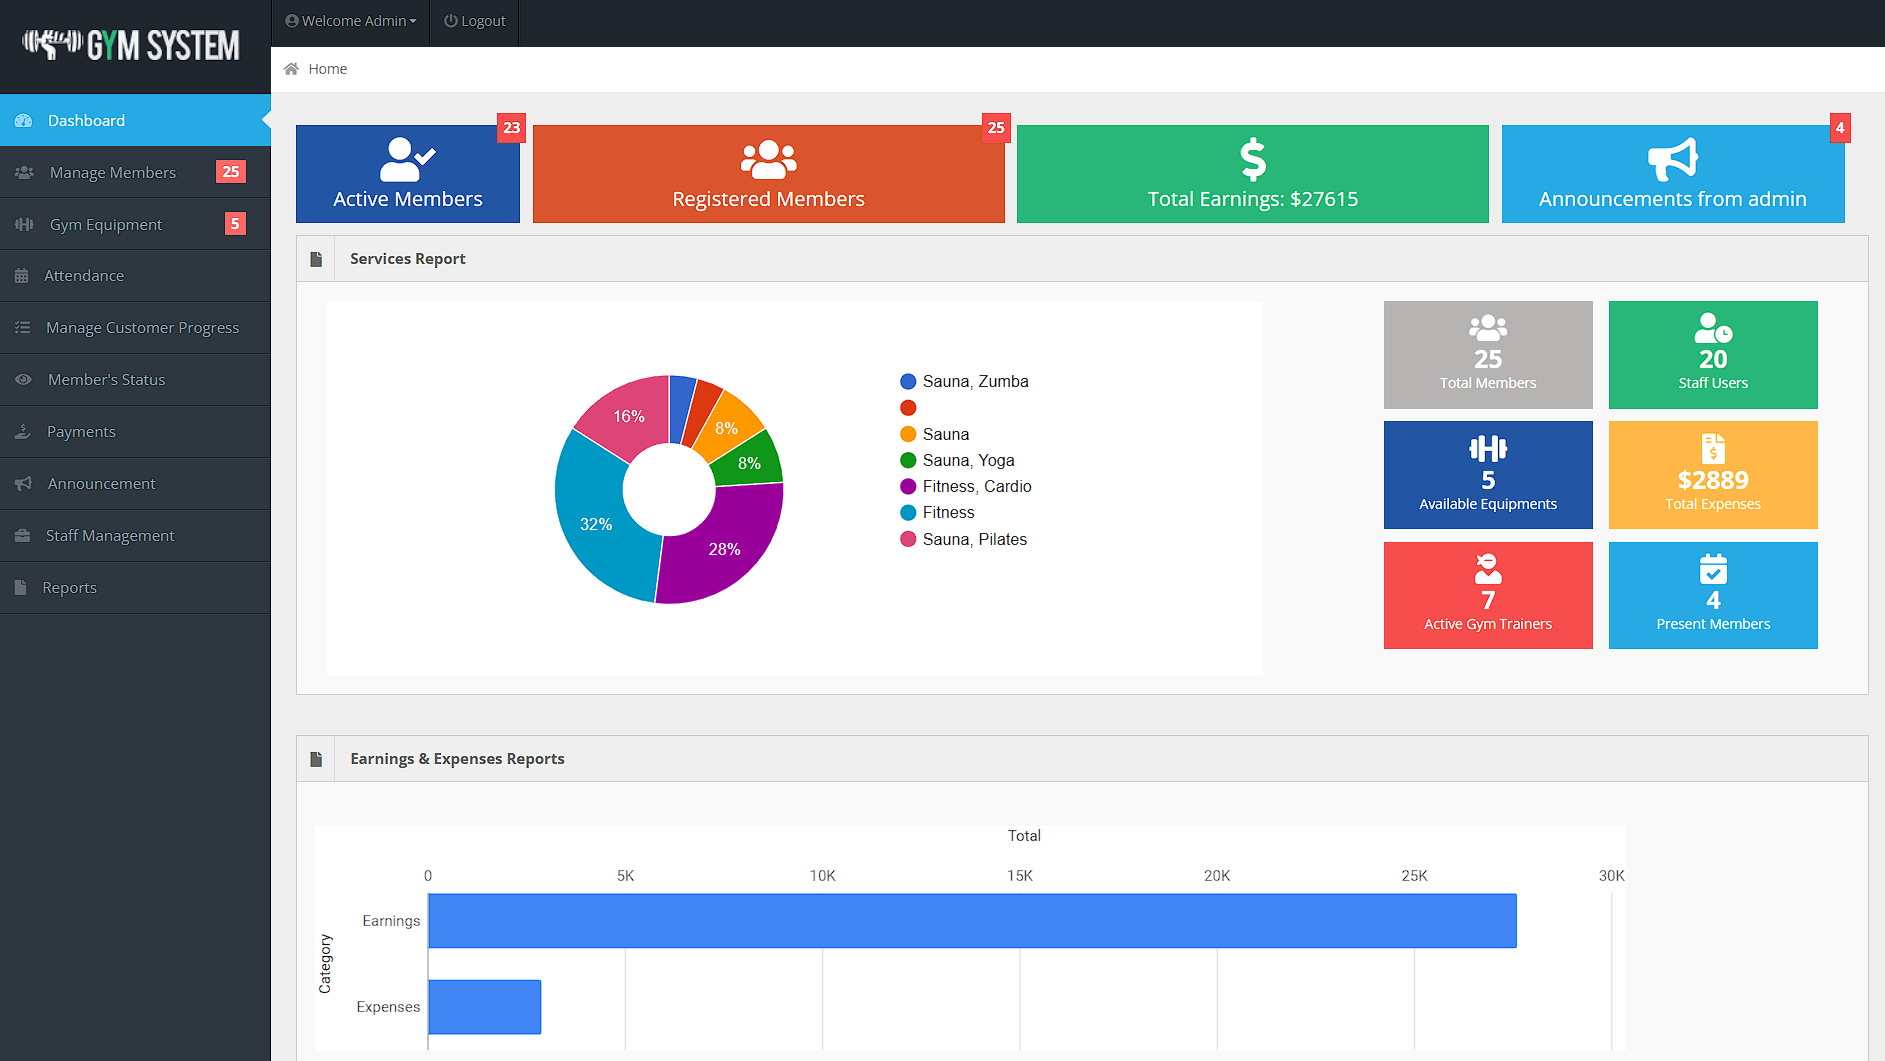 GYM SYSTEM
Welcome Admin
Logout
Home
Dashboard
Manage Members 25
Gym Equipment 5
Attendance
Manage Customer Progress
Member's Status
Payments
Announcement
Staff Management
Reports
23
Active Members
25
Registered Members
Total Earnings: $27615
4
Announcements from admin
Services Report
16%
8%
8%
32%
28%
Sauna, Zumba
Sauna
Sauna, Yoga
Fitness, Cardio
Fitness
Sauna, Pilates
25
Total Members
20
Staff Users
5
Available Equipments
$2889
Total Expenses
7
Active Gym Trainers
4
Present Members
Earnings & Expenses Reports
Total
0 5K 10K 15K 20K 25K 30K
Category
Earnings
Expenses